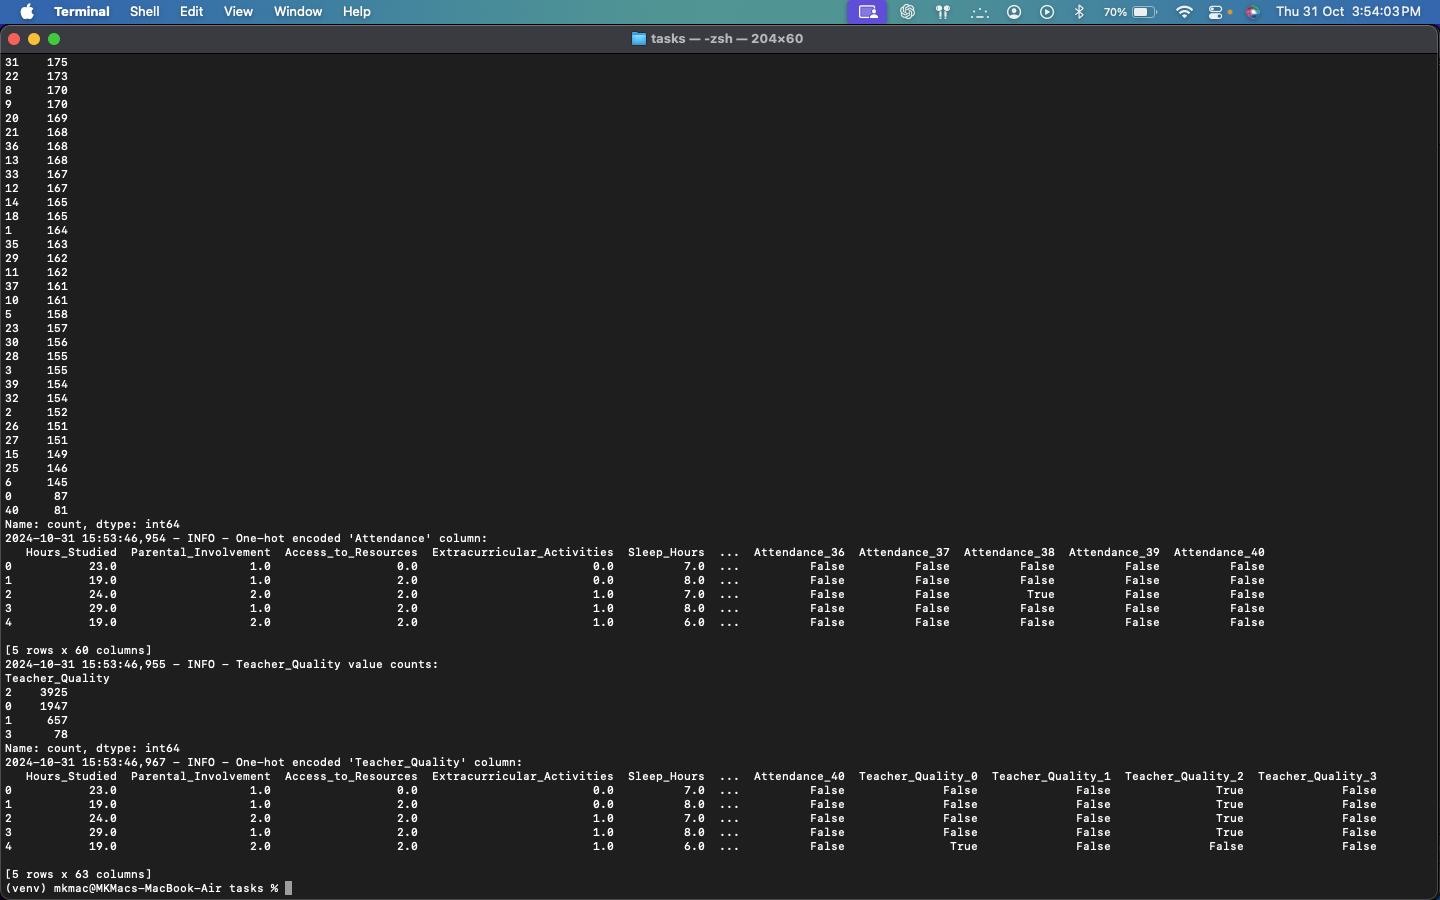 Terminal Shell Edit View Window Help 70% Thu 31 Oct 3:54:03 PM
tasks — -zsh — 204×60
31 175
22 173
8 170
9 170
20 169
21 168
36 168
13 168
33 167
12 167
14 165
18 165
1 164
35 163
29 162
11 162
37 161
10 161
5 158
23 157
30 156
28 155
3 155
39 154
32 154
2 152
26 151
27 151
15 149
25 146
6 145
0 87
40 81
Name: count, dtype: int64
2024-10-31 15:53:46,954 - INFO - One-hot encoded 'Attendance' column:
Hours_Studied Parental_Involvement Access_to_Resources Extracurricular_Activities Sleep_Hours ... Attendance_36 Attendance_37 Attendance_38 Attendance_39 Attendance_40
0 23.0 1.0 0.0 0.0 7.0 ... False False False False False
1 19.0 1.0 2.0 0.0 8.0 ... False False False False False
2 24.0 2.0 2.0 1.0 7.0 ... False False True False False
3 29.0 1.0 2.0 1.0 8.0 ... False False False False False
4 19.0 2.0 2.0 1.0 6.0 ... False False False False False
[5 rows x 60 columns]
2024-10-31 15:53:46,955 - INFO - Teacher_Quality value counts:
Teacher_Quality
2 3925
0 1947
1 657
3 78
Name: count, dtype: int64
2024-10-31 15:53:46,967 - INFO - One-hot encoded 'Teacher_Quality' column:
Hours_Studied Parental_Involvement Access_to_Resources Extracurricular_Activities Sleep_Hours ... Attendance_40 Teacher_Quality_0 Teacher_Quality_1 Teacher_Quality_2 Teacher_Quality_3
0 23.0 1.0 0.0 0.0 7.0 ... False False False True False
1 19.0 1.0 2.0 0.0 8.0 ... False False False True False
2 24.0 2.0 2.0 1.0 7.0 ... False False False True False
3 29.0 1.0 2.0 1.0 8.0 ... False False False True False
4 19.0 2.0 2.0 1.0 6.0 ... False True False False False
[5 rows x 63 columns]
(venv) mkmac@MKMacs-MacBook-Air tasks %